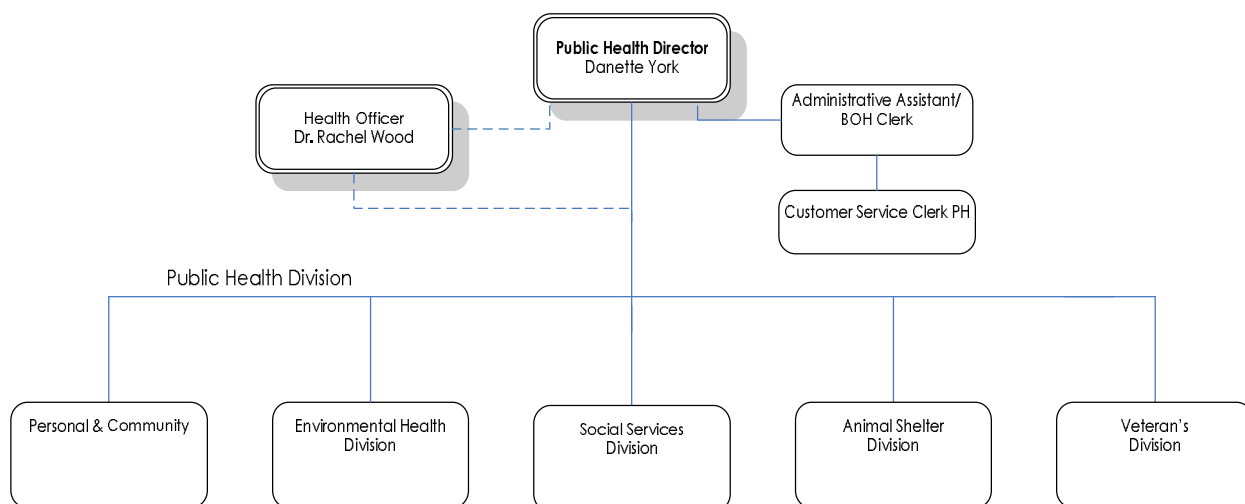 Public Health Director
Danette York
Health Officer
Dr. Rachel Wood
Administrative Assistant/
BOH Clerk
Customer Service Clerk PH
Public Health Division
Personal & Community
Environmental Health
Division
Social Services
Division
Animal Shelter
Division
Veteran's
Division